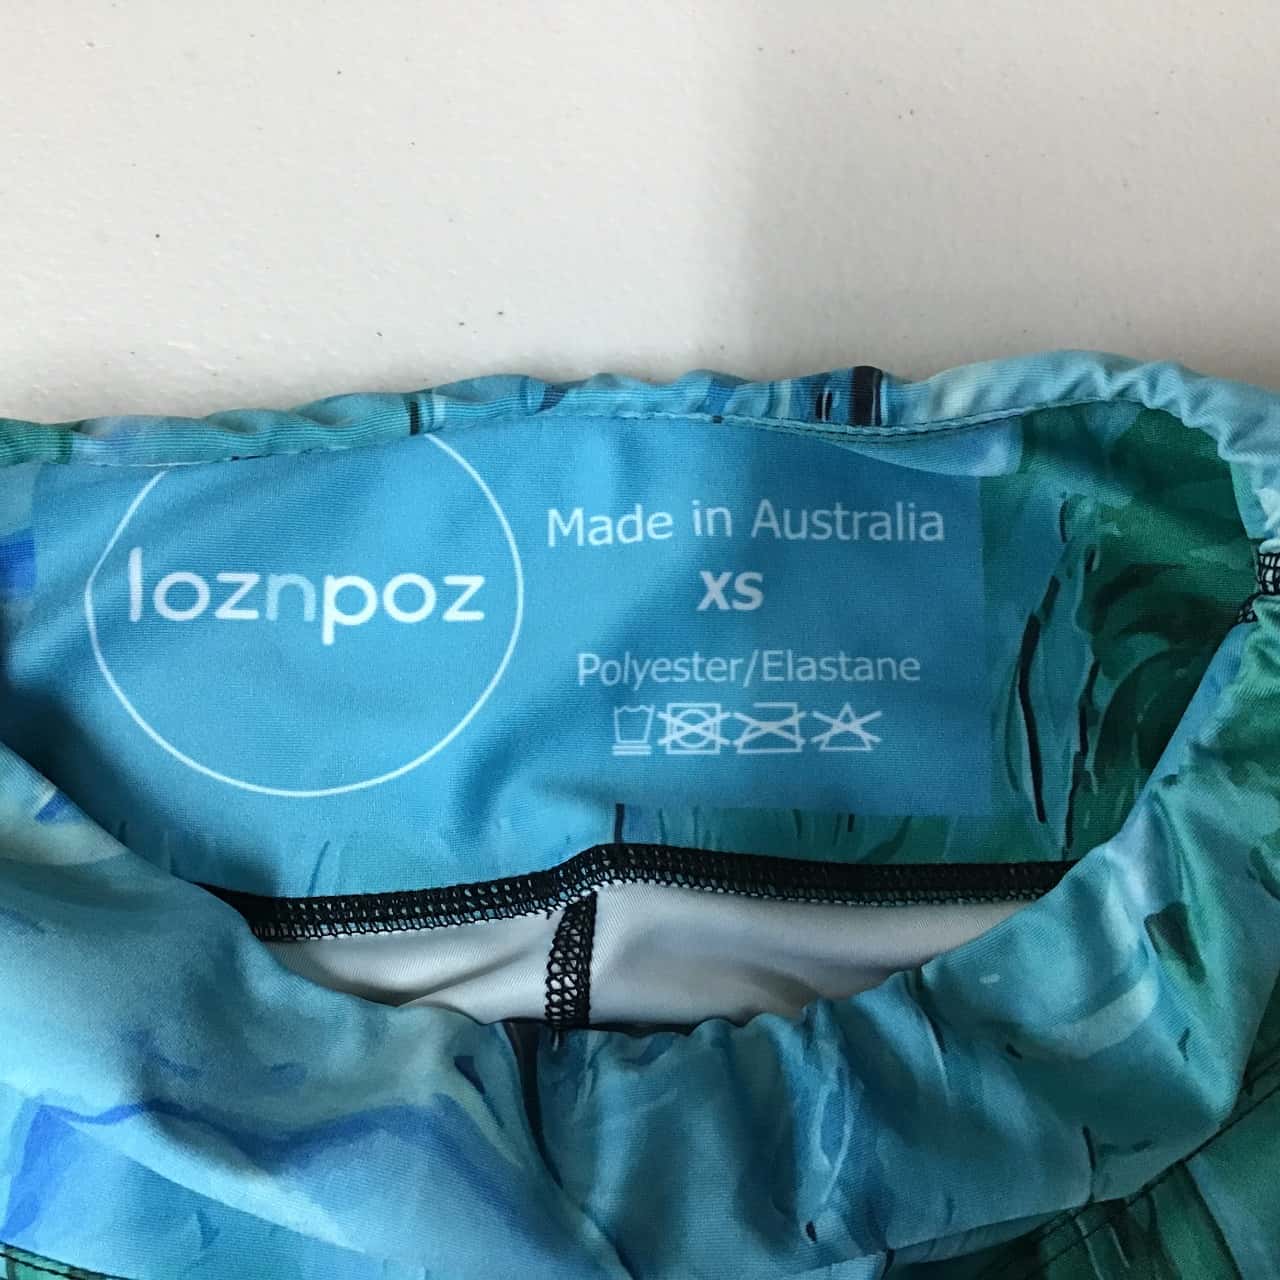 loznpoz
Made in Australia
XS
Polyester/Elastane